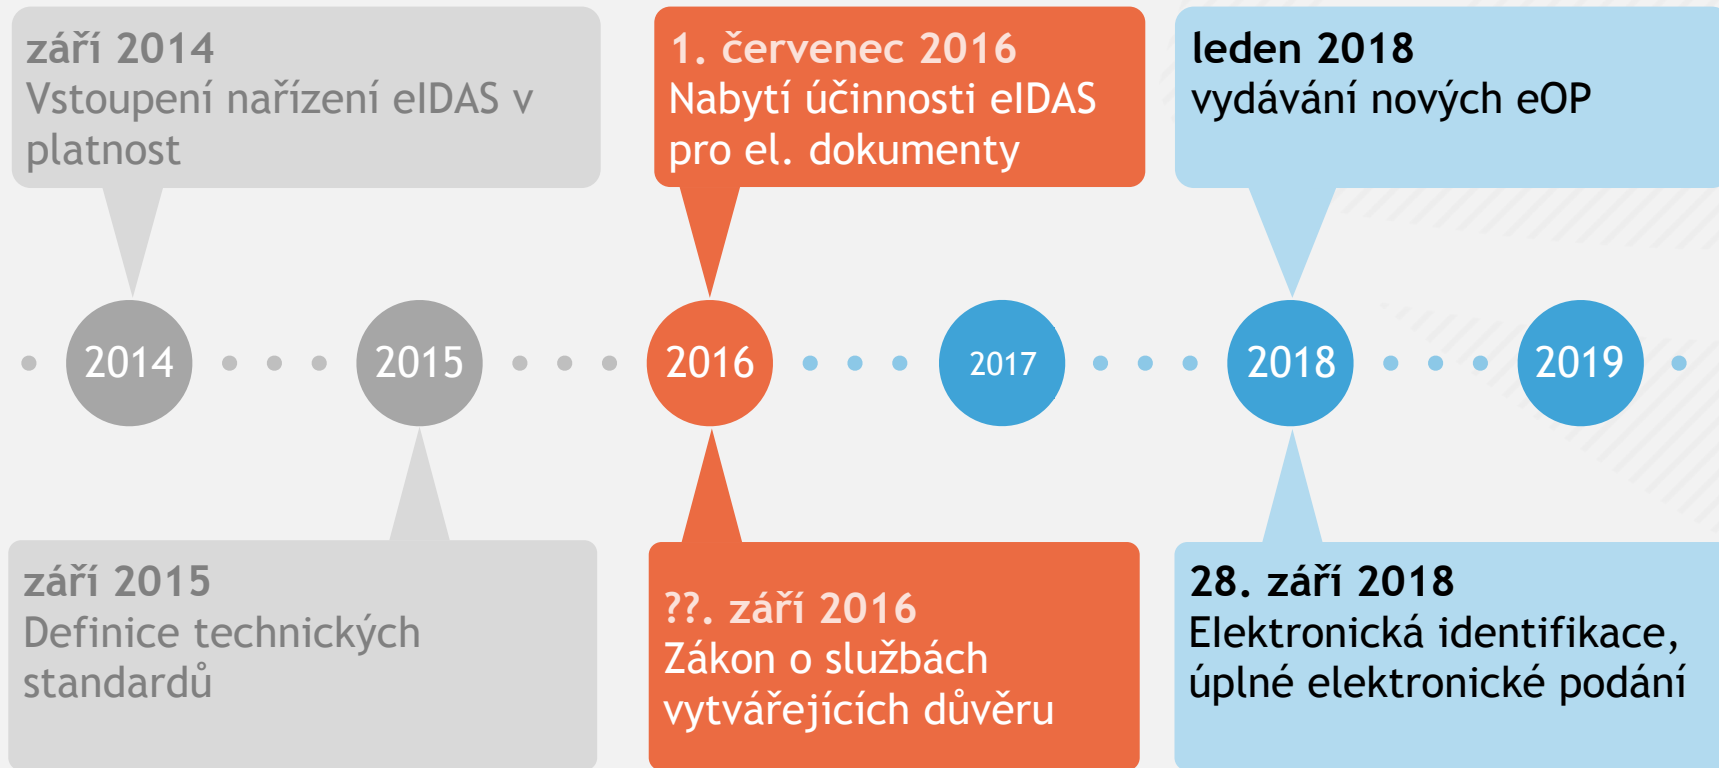 září 2014
Vstoupení nařízení eIDAS v
platnost
1. červenec 2016
Nabytí účinnosti eIDAS
pro el. dokumenty
leden 2018
vydávání nových eOP
2014
2015
2016
2017
2018
2019
září 2015
Definice technických
standardů
??. září 2016
Zákon o službách
vytvářejících důvěru
28. září 2018
Elektronická identifikace,
úplné elektronické podání